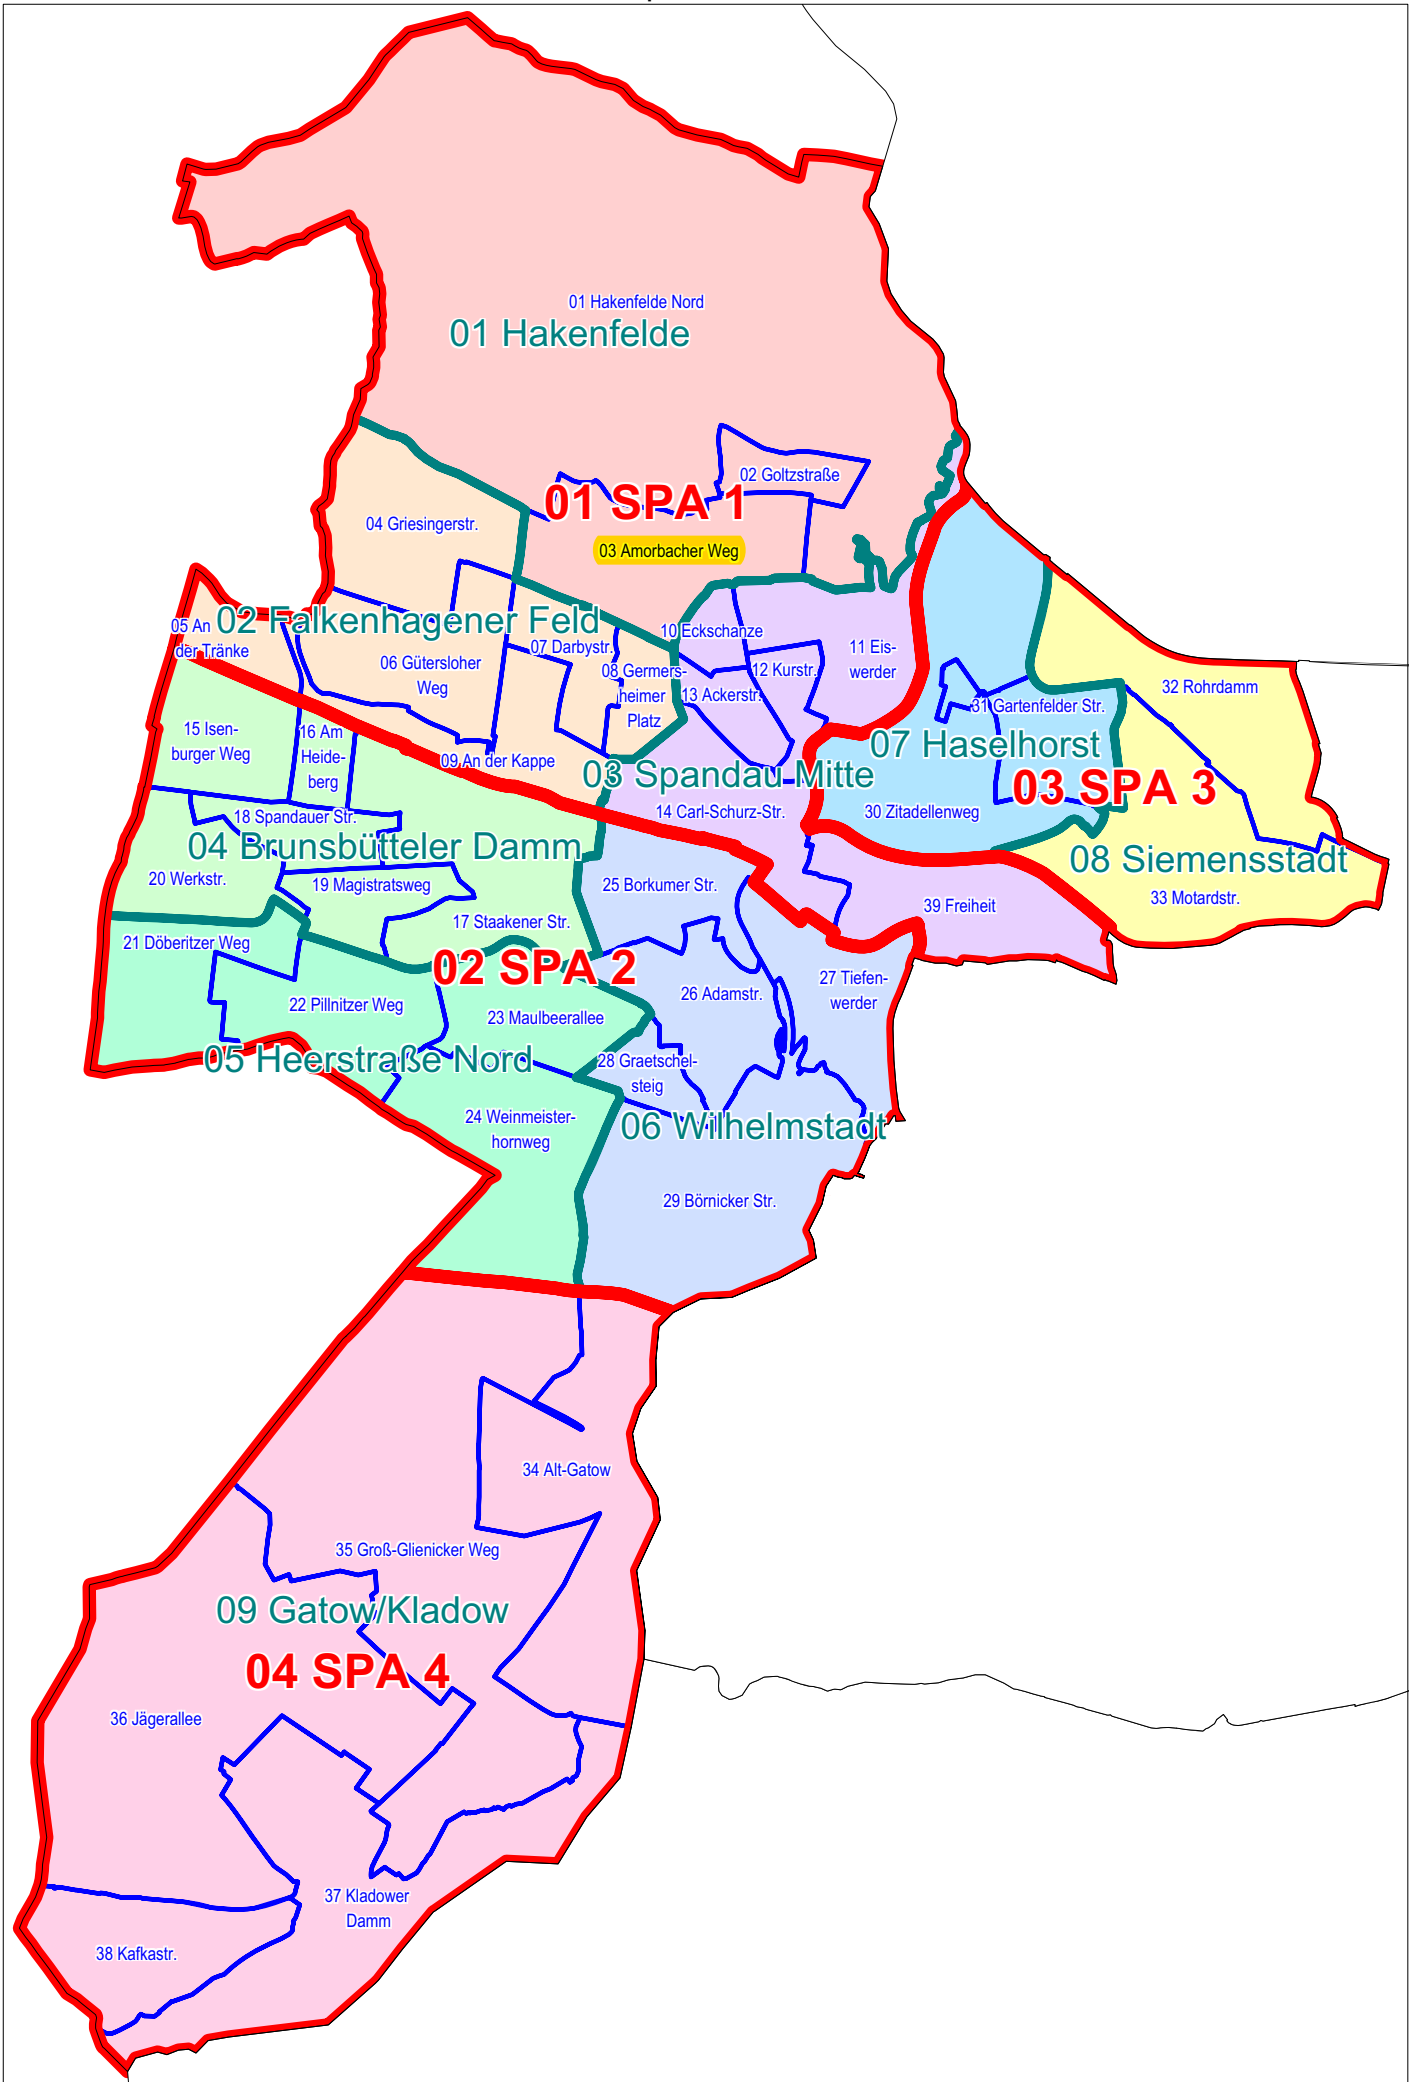 01 Hakenfelde Nord
01 Hakenfelde
02 Goltzstraße
01 SPA 1
04 Griesingerstr.
03 Amorbacher Weg
02 Falkenhagener Feld
05 An
der Tränke
10 Eckschanze
07 Darbystr.
11 Eis-
werder
06 Gütersloher
Weg
08 Germers-
heimer
Platz
12 Kurstr.
13 Ackerstr.
32 Rohrdamm
31 Gartenfelder Str.
15 Isen-
burger Weg
16 Am
Heide-
berg
07 Haselhorst
09 An der Kappe
03 Spandau Mitte
03 SPA 3
14 Carl-Schurz-Str.
30 Zitadellenweg
18 Spandauer Str.
04 Brunsbütteler Damm
08 Siemensstadt
20 Werkstr.
19 Magistratsweg
25 Borkumer Str.
33 Motardstr.
39 Freiheit
17 Staakener Str.
21 Döberitzer Weg
02 SPA 2
27 Tiefen-
werder
26 Adamstr.
22 Pillnitzer Weg
23 Maulbeerallee
05 Heerstraße Nord
28 Graetschel-
steig
24 Weinmeister-
hornweg
06 Wilhelmstadt
29 Börnicker Str.
34 Alt-Gatow
35 Groß-Glienicker Weg
09 Gatow/Kladow
04 SPA 4
36 Jägerallee
37 Kladower
Damm
38 Kafkastr.